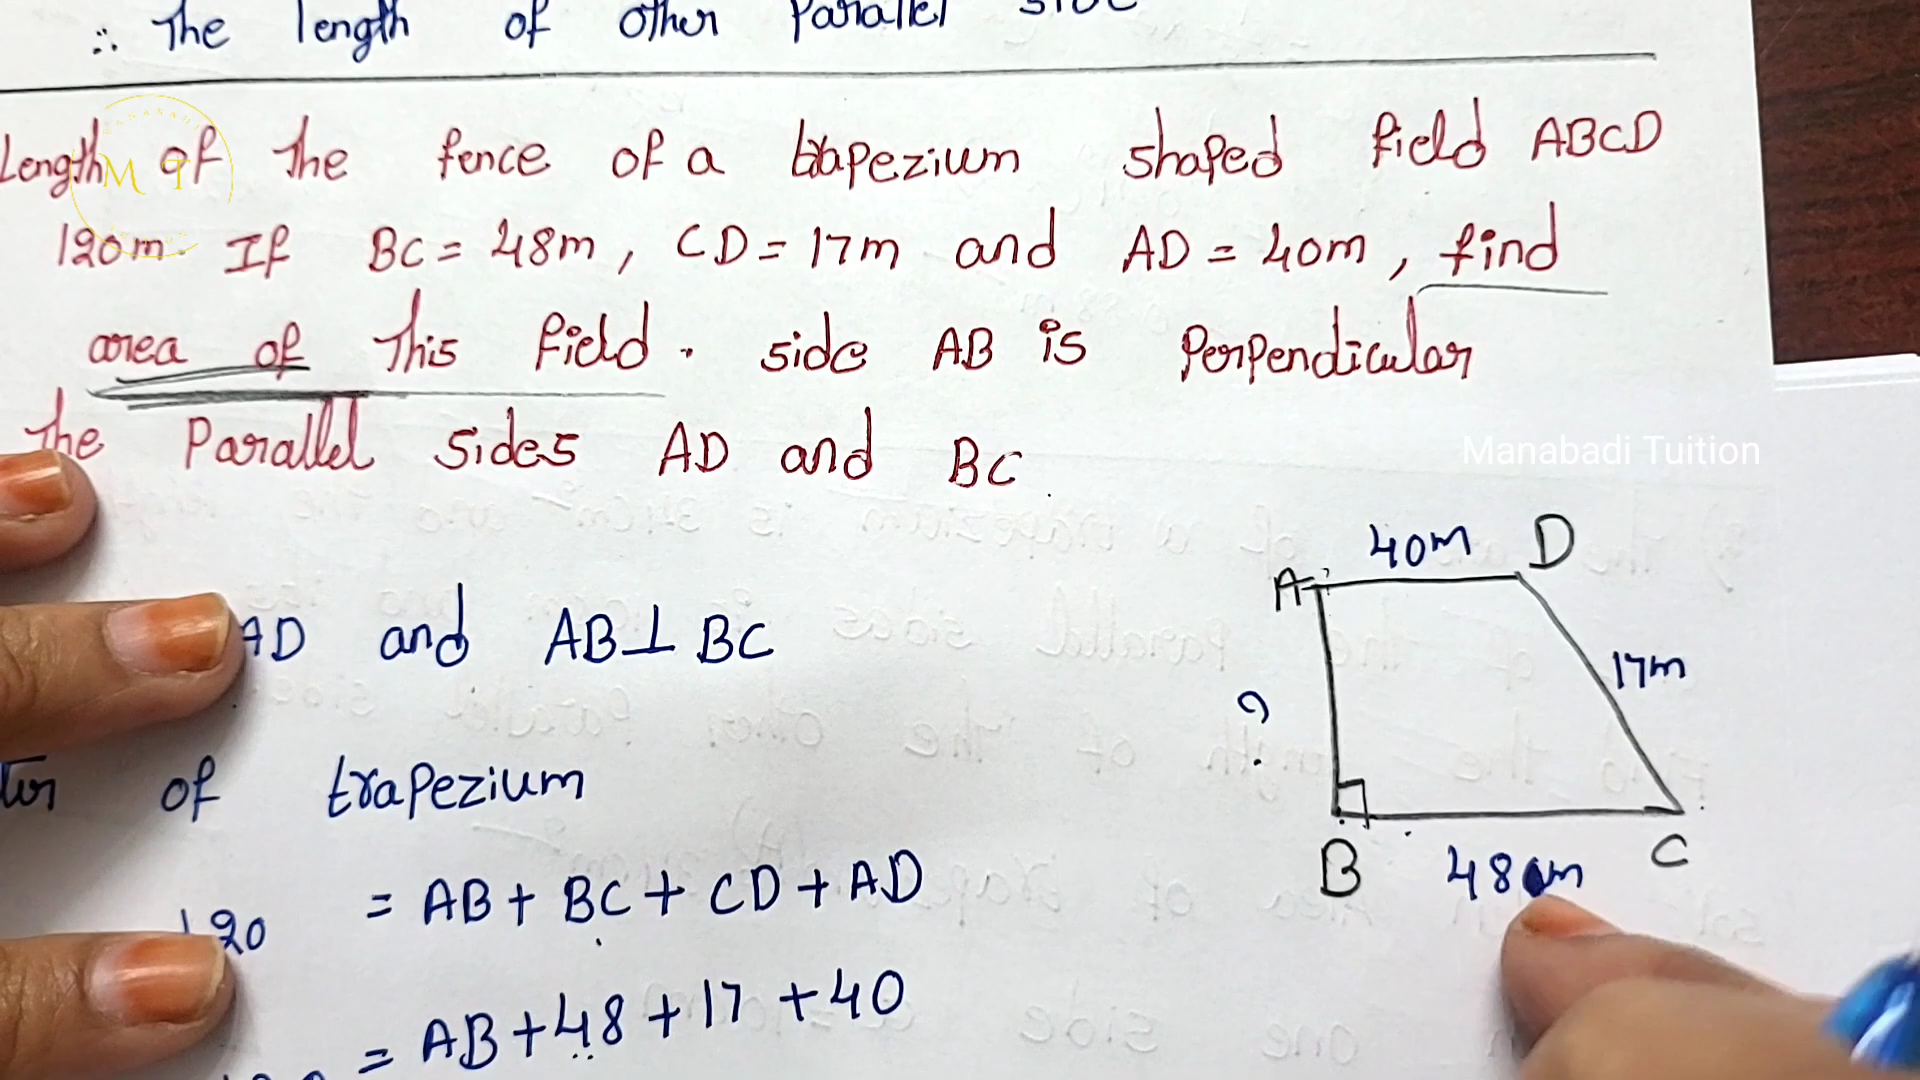 ∴ The length of other Parallel side
Length of the fence of a trapezium shaped field ABCD
120m. If BC = 48m, CD = 17m and AD = 40m, find
area of this field. side AB is perpendicular
the Parallel sides AD and BC.
Manabadi Tuition
40m D
A
AD and AB⊥BC
17m
?
of trapezium
B 48m C
120 = AB + BC + CD + AD
= AB + 48 + 17 + 40